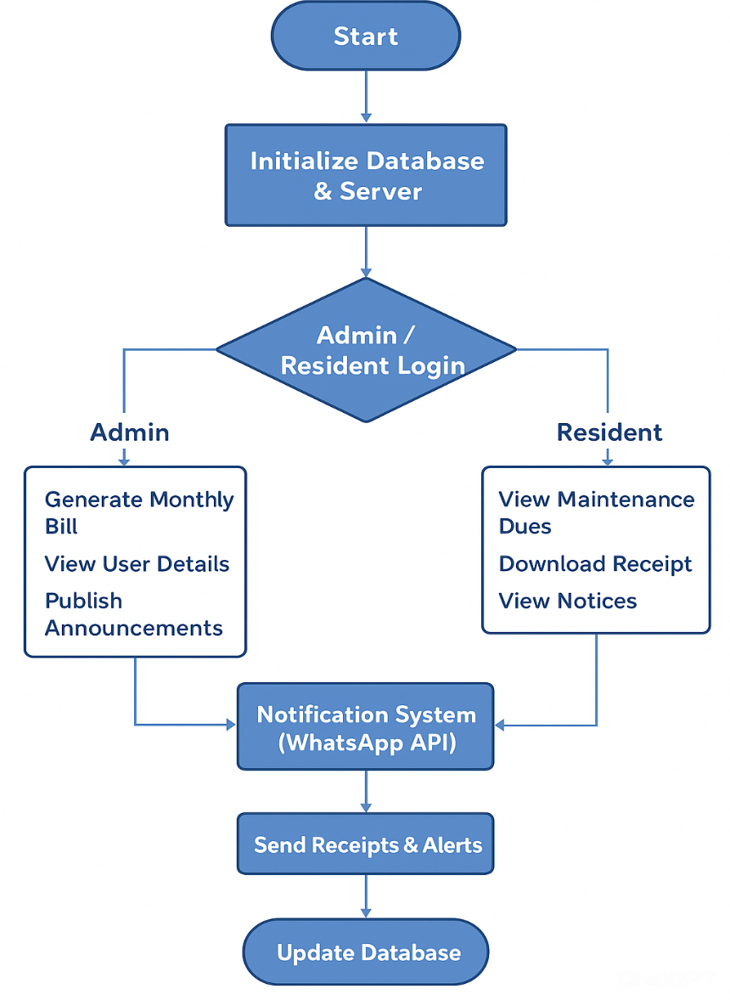 Start
Initialize Database
& Server
Admin /
Resident Login
Admin
Resident
Generate Monthly
Bill
View User Details
Publish
Announcements
View Maintenance
Dues
Download Receipt
View Notices
Notification System
(WhatsApp API)
Send Receipts & Alerts
Update Database